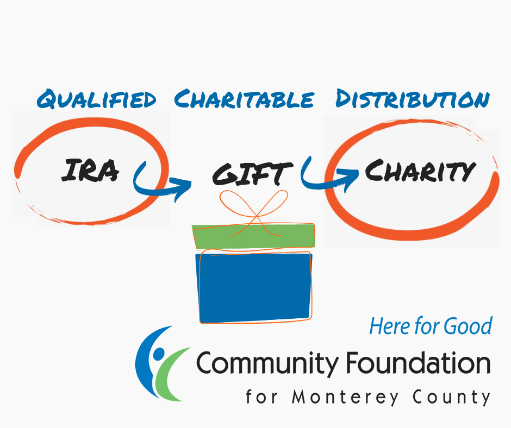 QUALIFIED CHARITABLE DISTRIBUTION
IRA GIFT CHARITY
Here for Good
Community Foundation
for Monterey County